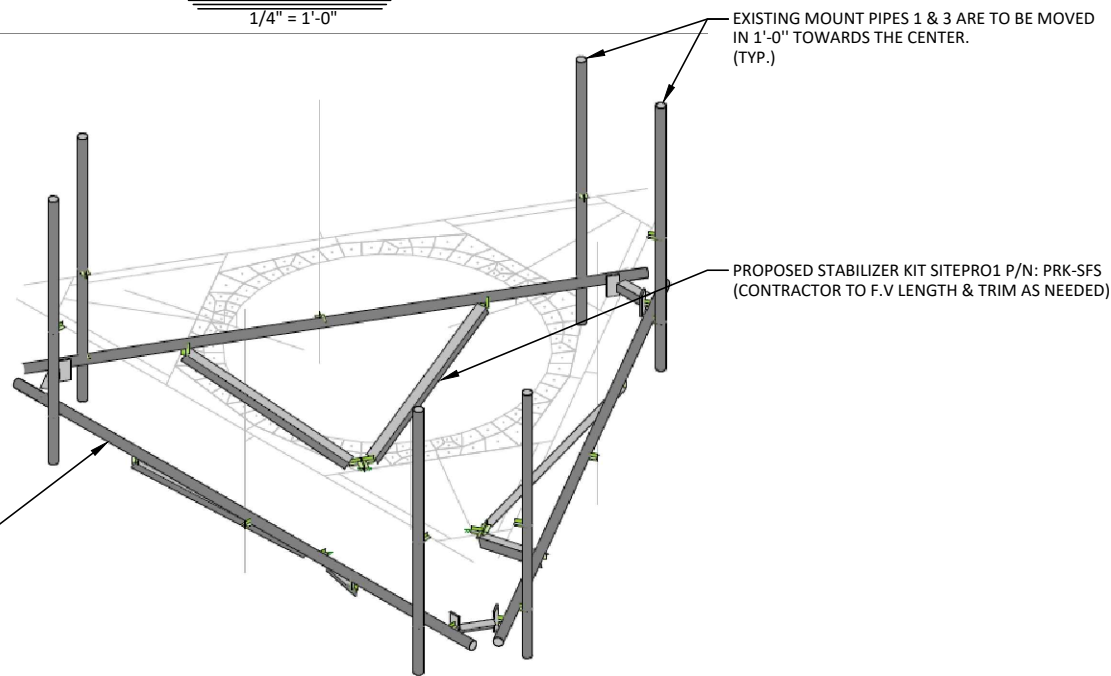 1/4" = 1'-0"
EXISTING MOUNT PIPES 1 & 3 ARE TO BE MOVED
IN 1'-0" TOWARDS THE CENTER.
(TYP.)
PROPOSED STABILIZER KIT SITEPRO1 P/N: PRK-SFS
(CONTRACTOR TO F.V LENGTH & TRIM AS NEEDED)